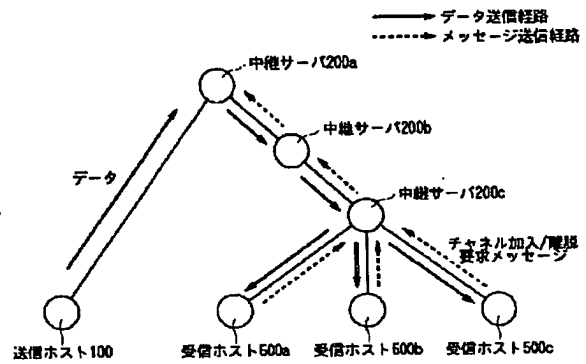 データ送信経路
メッセージ送信経路
中継サーバ200a
中継サーバ200b
データ
中継サーバ200c
チャネル加入/離脱
要求メッセージ
送信ホスト100
受信ホスト500a
受信ホスト500b
受信ホスト500c